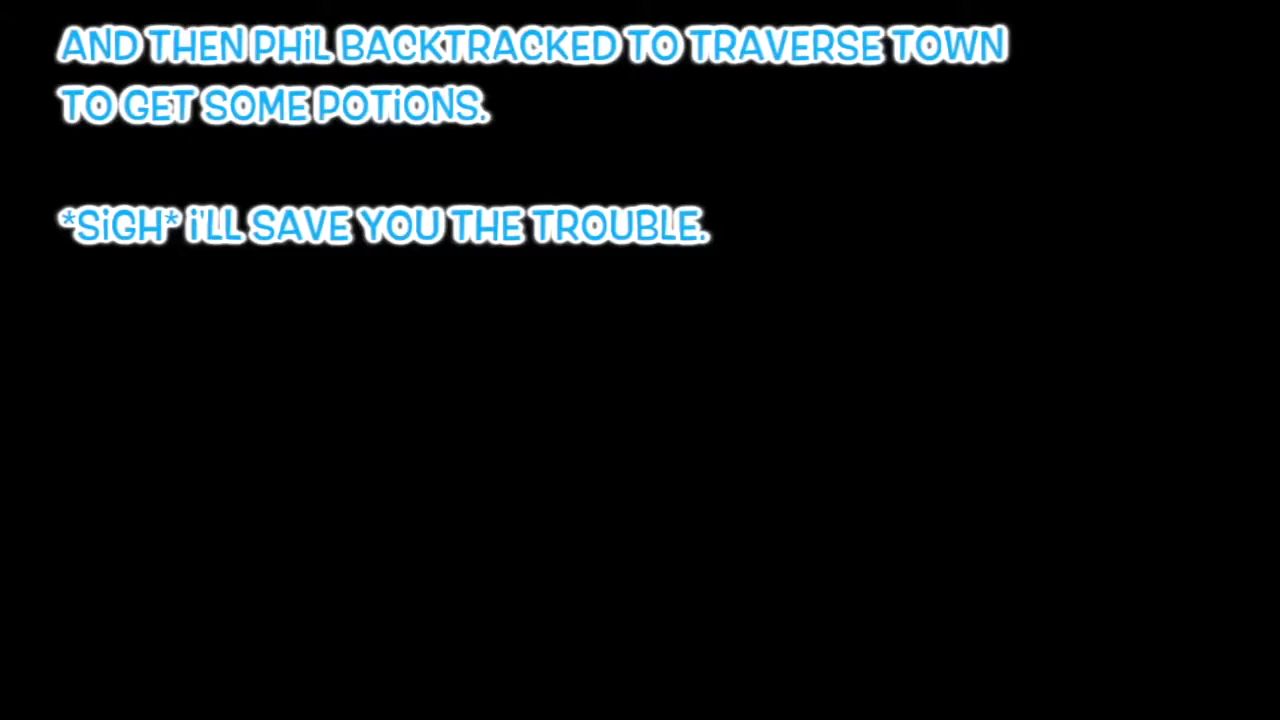 AND THEN PHiL BACKTRACKED TO TRAVERSE TOWN
TO GET SOME POTiONS.
*SiGH* i'LL SAVE YOU THE TROUBLE.